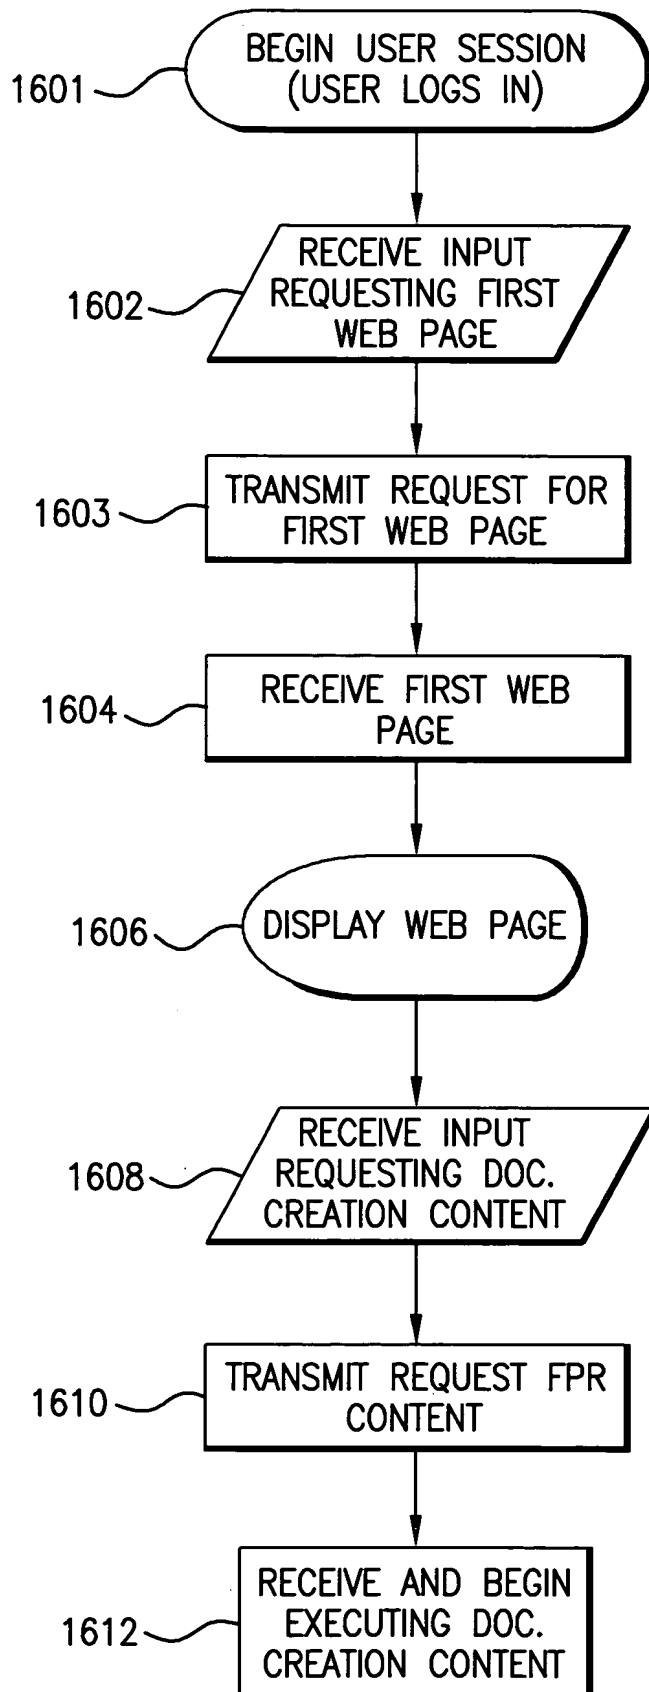 BEGIN USER SESSION
(USER LOGS IN)
1601
RECEIVE INPUT
REQUESTING FIRST
WEB PAGE
1602
TRANSMIT REQUEST FOR
FIRST WEB PAGE
1603
RECEIVE FIRST WEB
PAGE
1604
DISPLAY WEB PAGE
1606
RECEIVE INPUT
REQUESTING DOC.
CREATION CONTENT
1608
TRANSMIT REQUEST FPR
CONTENT
1610
RECEIVE AND BEGIN
EXECUTING DOC.
CREATION CONTENT
1612